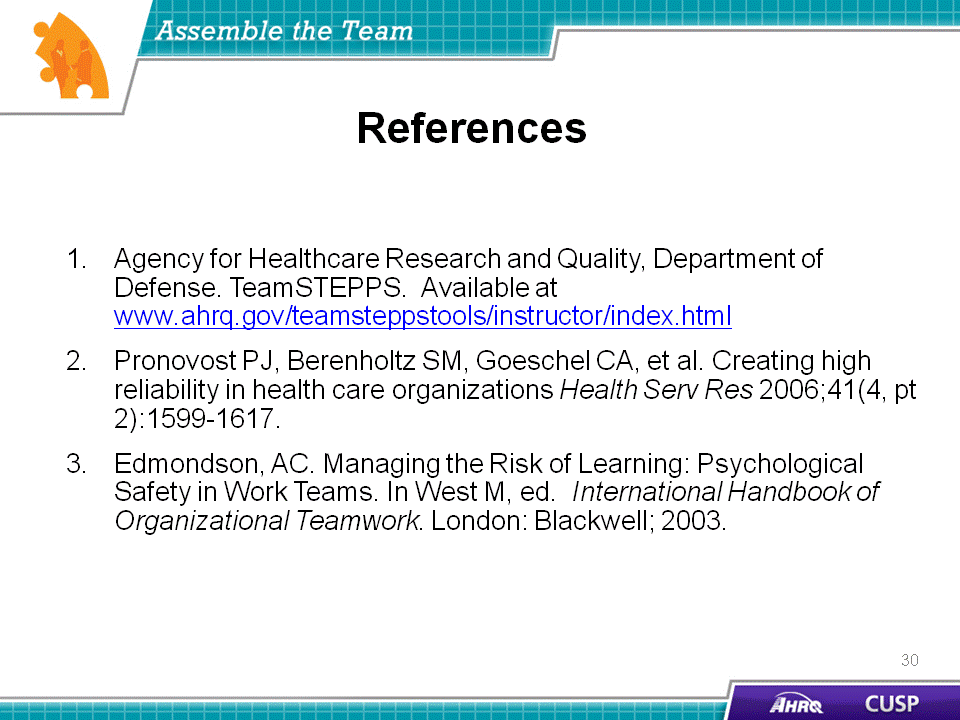 Assemble the Team
References
1. Agency for Healthcare Research and Quality, Department of
Defense. TeamSTEPPS.  Available at
www.ahrq.gov/teamsteppstools/instructor/index.html
2. Pronovost PJ, Berenholtz SM, Goeschel CA, et al. Creating high
reliability in health care organizations Health Serv Res 2006;41(4, pt
2):1599-1617.
3. Edmondson, AC. Managing the Risk of Learning: Psychological
Safety in Work Teams. In West M, ed.  International Handbook of
Organizational Teamwork. London: Blackwell; 2003.
30
AHRQ CUSP